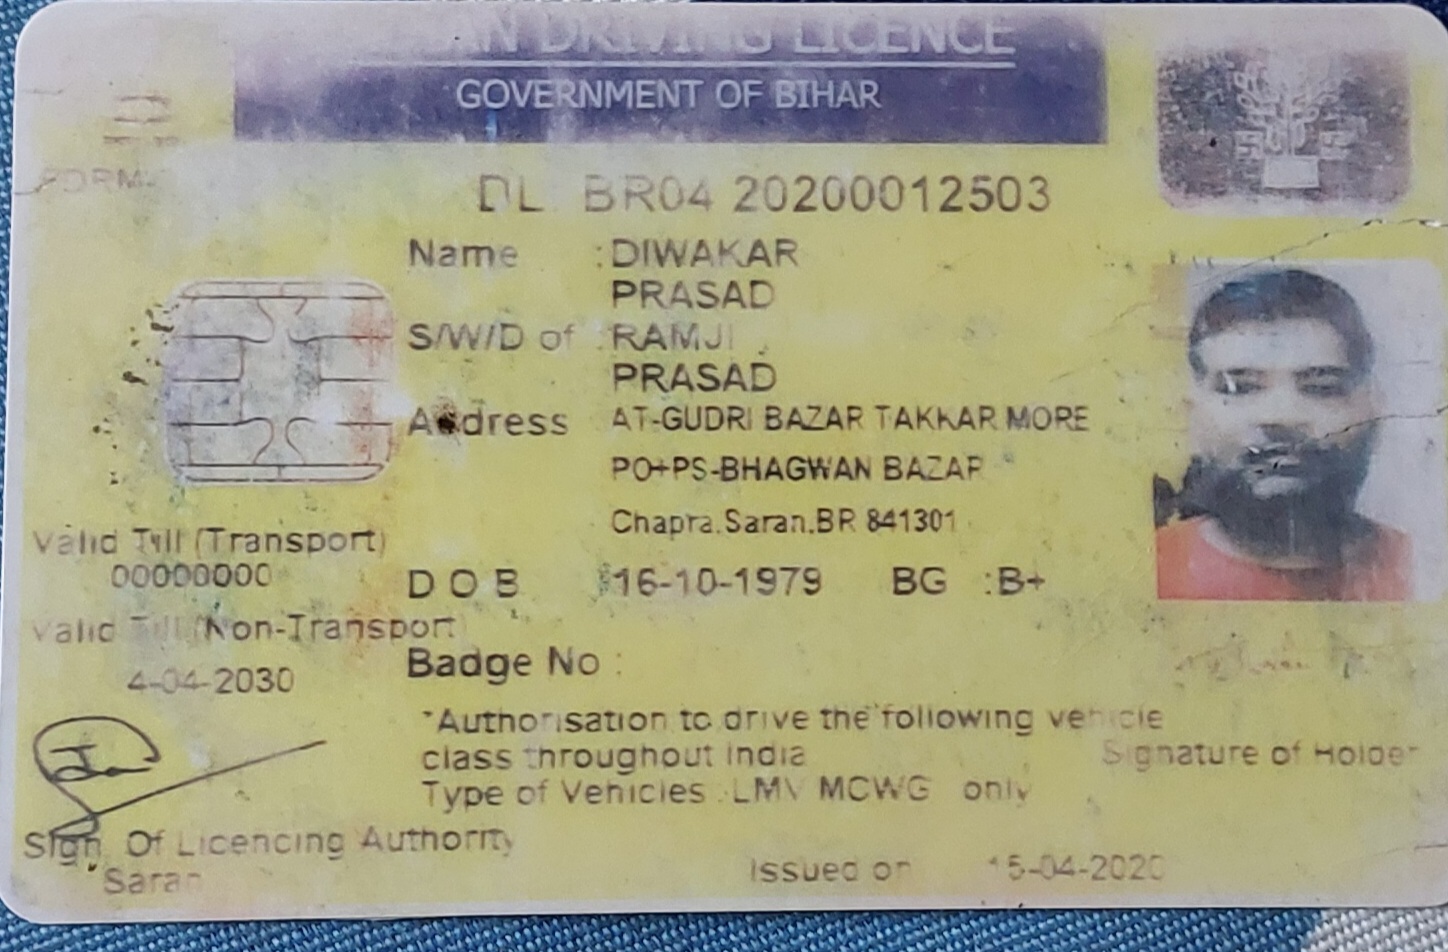 AN DRIVING LICENCE
GOVERNMENT OF BIHAR
FORM-
DL BR04 20200012503
Name :DIWAKAR
PRASAD
S/W/D of :RAMJI
PRASAD
Address AT-GUDRI BAZAR TAKKAR MORE
PO+PS-BHAGWAN BAZAR
Chapra,Saran,BR 841301
Valid Till (Transport)
00000000
D O B :16-10-1979 BG :B+
Valid Till (Non-Transport)
4-04-2030
Badge No :
*Authorisation to drive the following vehicle
class throughout India
Signature of Holder
Type of Vehicles :LMV MCWG only
Sign. Of Licencing Authority
Saran
Issued on 15-04-2020